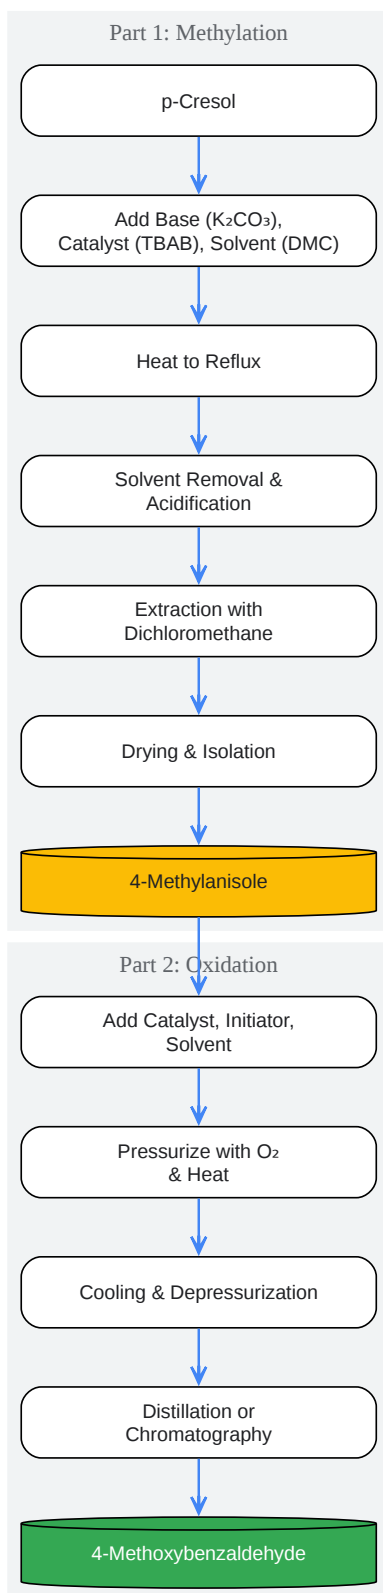 Part 1: Methylation
p-Cresol
Add Base (K₂CO₃),
Catalyst (TBAB), Solvent (DMC)
Heat to Reflux
Solvent Removal &
Acidification
Extraction with
Dichloromethane
Drying & Isolation
4-Methylanisole
Part 2: Oxidation
Add Catalyst, Initiator,
Solvent
Pressurize with O₂
& Heat
Cooling & Depressurization
Distillation or
Chromatography
4-Methoxybenzaldehyde